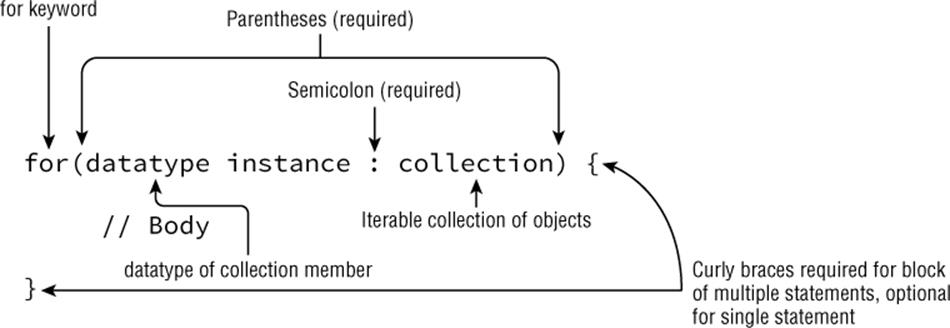 for keyword
Parentheses (required)
Semicolon (required)
for(datatype instance : collection) {
// Body
Iterable collection of objects
datatype of collection member
}
Curly braces required for block
of multiple statements, optional
for single statement